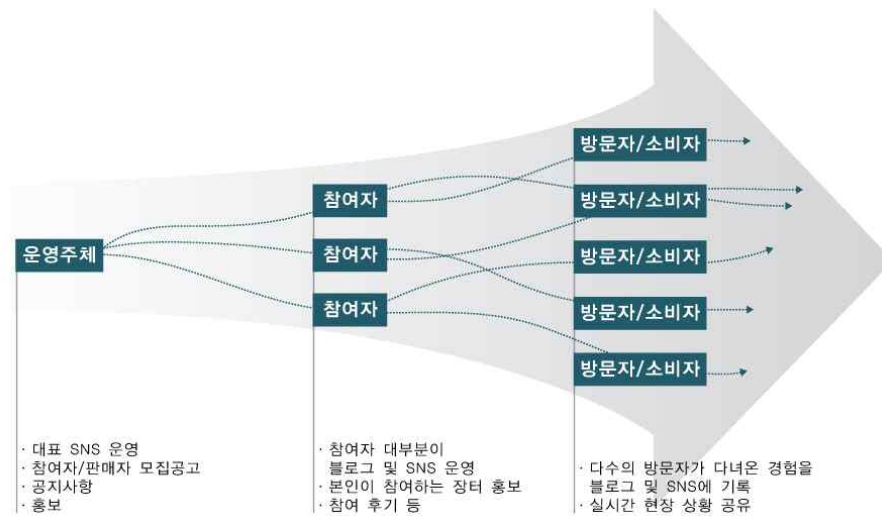 방문자/소비자
참여자
방문자/소비자
운영주체
참여자
방문자/소비자
참여자
방문자/소비자
방문자/소비자
· 대표 SNS 운영
· 참여자/판매자 모집공고
· 공지사항
· 홍보
· 참여자 대부분이
블로그 및 SNS 운영
· 본인이 참여하는 장터 홍보
· 참여 후기 등
· 다수의 방문자가 다녀온 경험을
블로그 및 SNS에 기록
· 실시간 현장 상황 공유